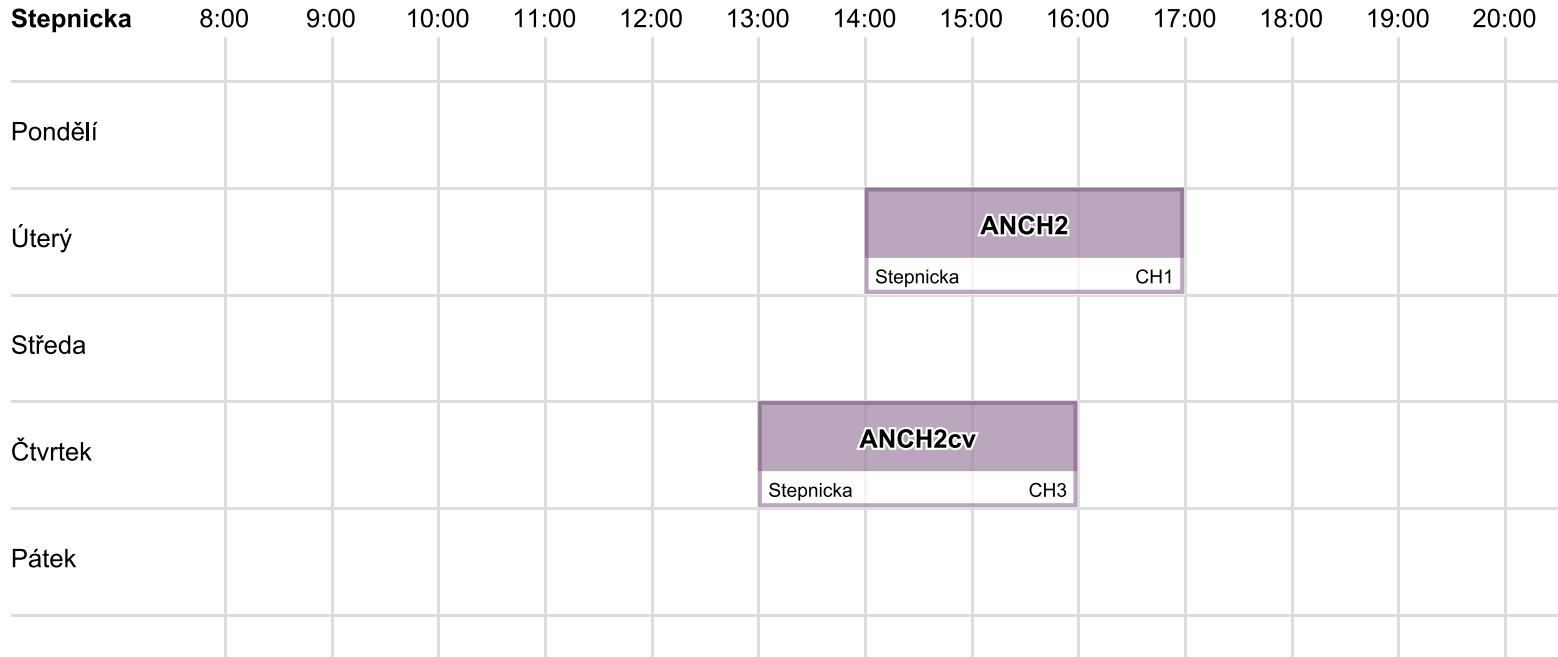 Stepnicka 8:00 9:00 10:00 11:00 12:00 13:00 14:00 15:00 16:00 17:00 18:00 19:00 20:00
Pondělí
Úterý
ANCH2
Stepnicka CH1
Středa
Čtvrtek
ANCH2cv
Stepnicka CH3
Pátek